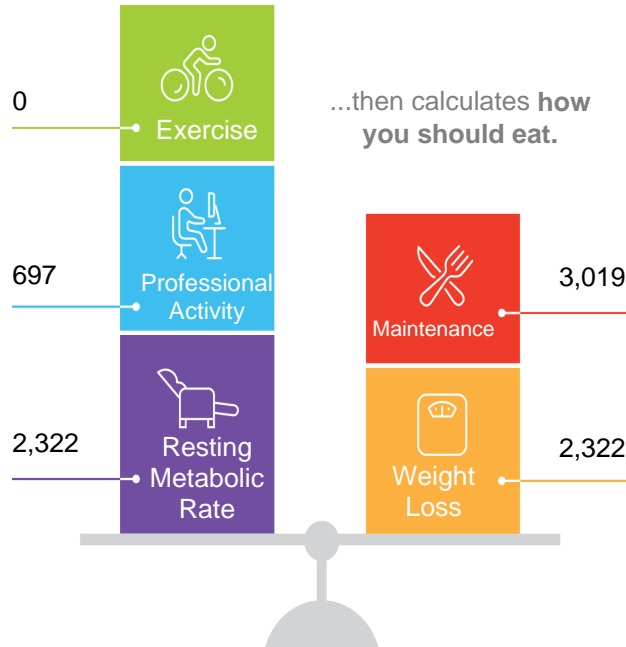 0
Exercise
...then calculates how
you should eat.
697
Professional
Activity
3,019
Maintenance
2,322
Resting
Metabolic
Rate
2,322
Weight
Loss